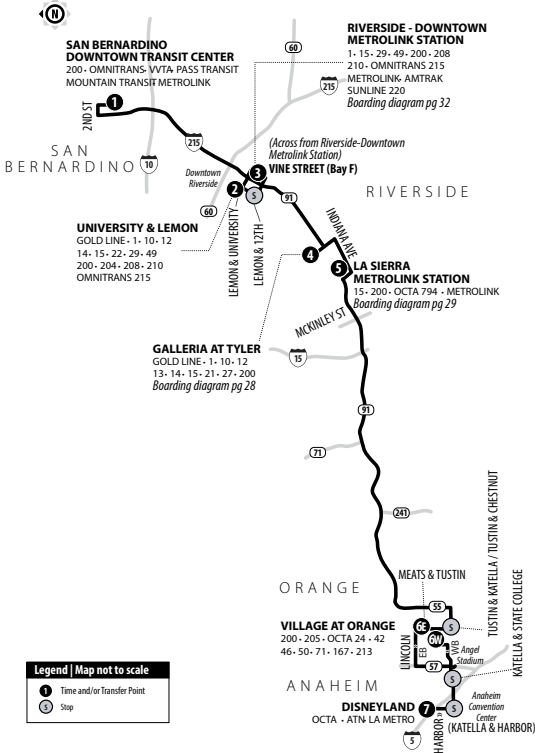 N
SAN BERNARDINO
DOWNTOWN TRANSIT CENTER
200 • OMNITRANS• VVTA• PASS TRANSIT
MOUNTAIN TRANSIT METROLINK
RIVERSIDE - DOWNTOWN
METROLINK STATION
1 • 15 • 29 • 49 • 200 • 208
210 • OMNITRANS 215
METROLINK• AMTRAK
SUNLINE 220
Boarding diagram pg 32
60
215
2ND ST
1
215
SAN
BERNARDINO
10
(Across from Riverside-Downtown
Metrolink Station)
VINE STREET (Bay F)
3
Downtown
Riverside
2
S
91
RIVERSIDE
60
UNIVERSITY & LEMON
GOLD LINE • 1 • 10 • 12
14 • 15 • 22 • 29 • 49
200 • 204 • 208 • 210
OMNITRANS 215
LEMON & UNIVERSITY
LEMON & 12TH
INDIANA AVE
4
5
LA SIERRA
METROLINK STATION
15 • 200 • OCTA 794 • METROLINK
Boarding diagram pg 29
MCKINLEY ST
GALLERIA AT TYLER
GOLD LINE • 1 • 10 • 12
13 • 14 • 15 • 21 • 27 • 200
Boarding diagram pg 28
15
91
71
241
ORANGE
MEATS & TUSTIN
TUSTIN & KATELLA / TUSTIN & CHESTNUT
KATELLA & STATE COLLEGE
55
VILLAGE AT ORANGE
200 • 205 • OCTA 24 • 42
46 • 50 • 71 • 167 • 213
6E
6W
S
LINCOLN
EB
WB
Angel
Stadium
57
S
ANAHEIM
DISNEYLAND
OCTA • ATN• LA METRO
7
S
Anaheim
Convention
Center
(KATELLA & HARBOR)
HARBOR »
5
Legend | Map not to scale
1 Time and/or Transfer Point
S Stop